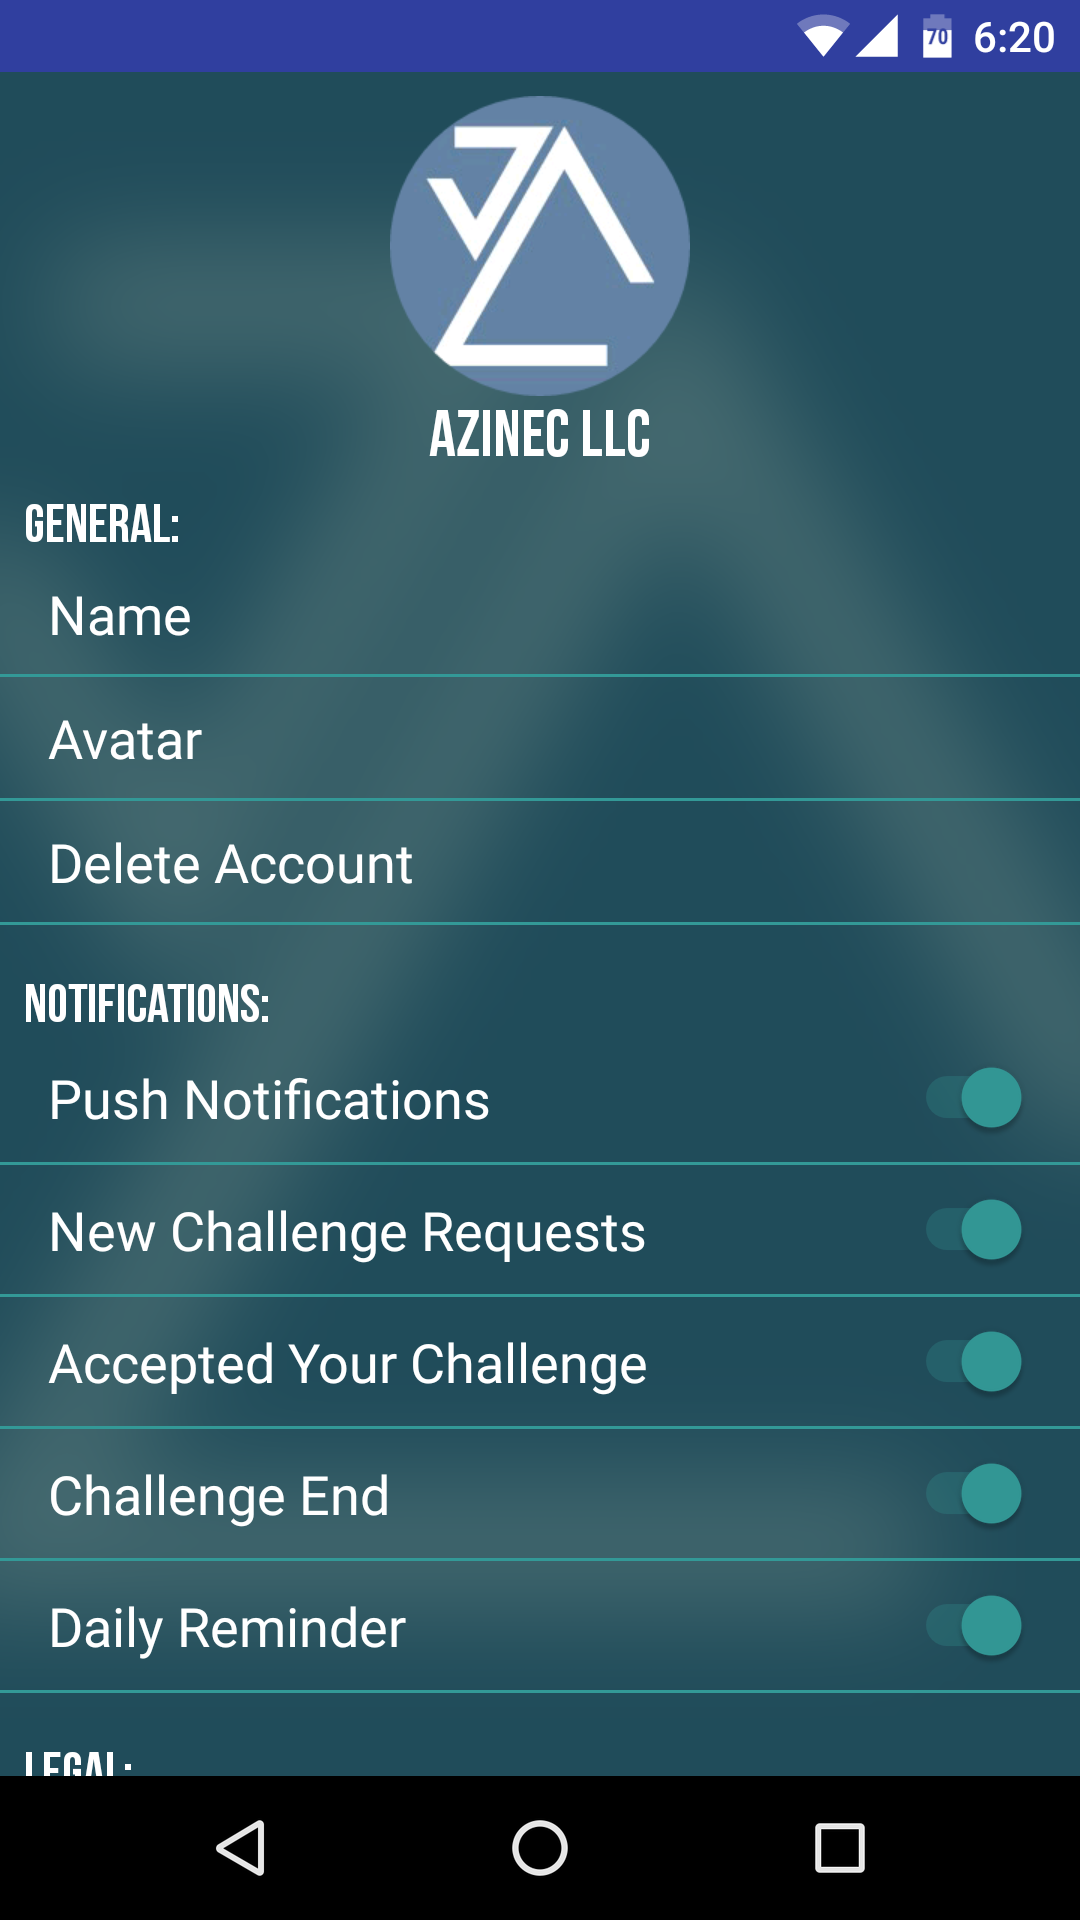 70 6:20
AZINEC LLC
GENERAL:
Name
Avatar
Delete Account
NOTIFICATIONS:
Push Notifications
New Challenge Requests
Accepted Your Challenge
Challenge End
Daily Reminder
LEGAL: